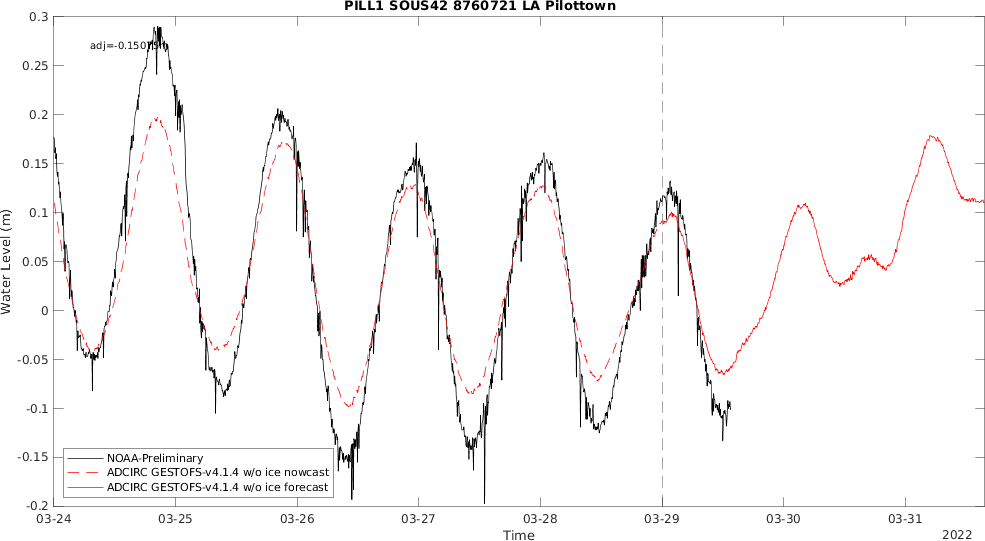 PILL1 SOUS42 8760721 LA Pilottown
adj=-0.150
0.3
0.25
0.2
0.15
0.1
0.05
0
-0.05
-0.1
-0.15
-0.2
Water Level (m)
NOAA-Preliminary
ADCIRC GESTOFS-v4.1.4 w/o ice nowcast
ADCIRC GESTOFS-v4.1.4 w/o ice forecast
03-24 03-25 03-26 03-27 03-28 03-29 03-30 03-31
Time
2022